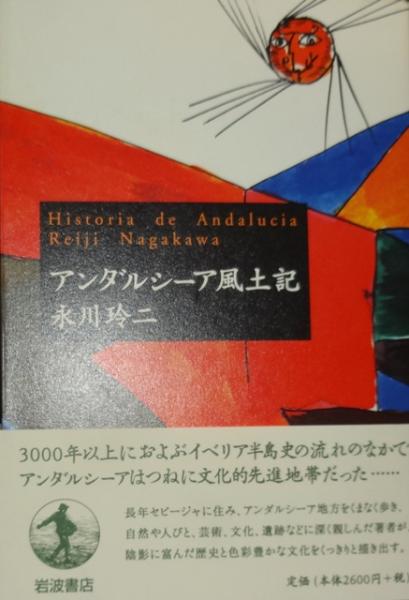 Historia de Andalucia
Reiji Nagakawa
アンダルシーア風土記
永川玲二
3000年以上におよぶイベリア半島史の流れのなかで
アンダルシーアはつねに文化的先進地帯だった……
長年セビージャに住み、アンダルシーア地方をくまなく歩き、
自然や人びと、芸術、文化、遺跡などに深く親しんだ著者が、
陰影に富んだ歴史と色彩豊かな文化をくっきりと描き出す。
岩波書店
定価(本体2600円+税)